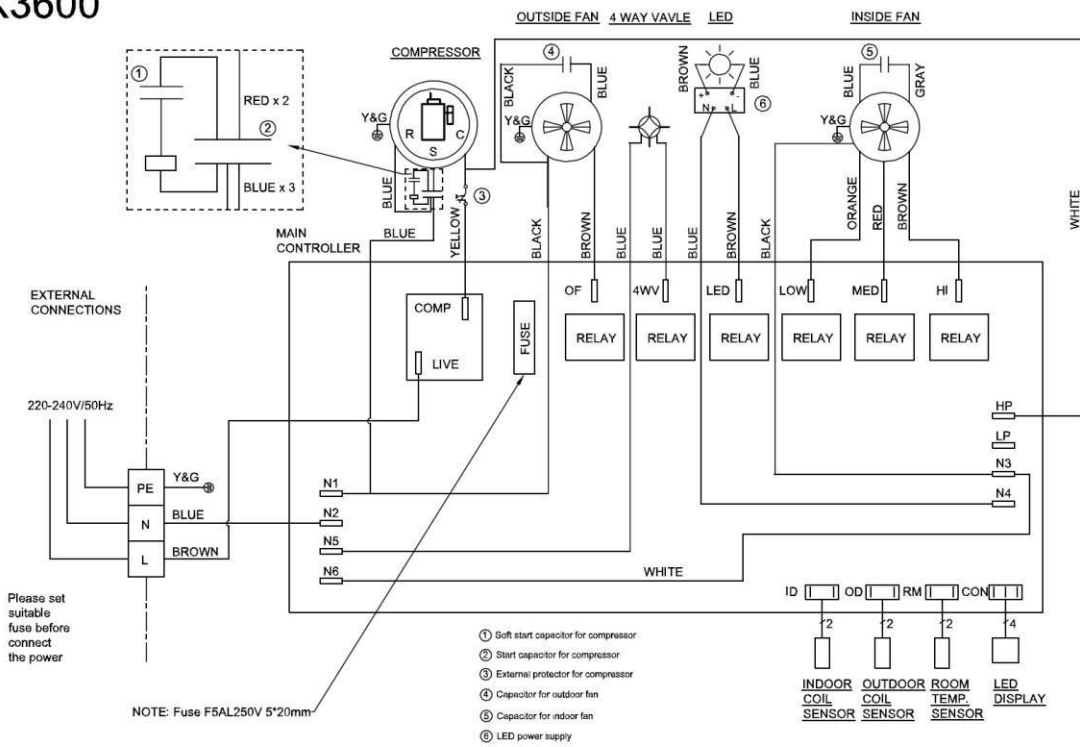 K3600
OUTSIDE FAN
4 WAY VAVLE
LED
INSIDE FAN
COMPRESSOR
1
RED x 2
2
BLUE x 3
Y&G
R
C
S
BLUE
3
YELLOW
BLUE
4
BLACK
BLUE
Y&G
BROWN
BLUE
+
-
N
L
6
5
BLUE
GRAY
Y&G
WHITE
BLACK
BROWN
BLUE
BLUE
BLUE
BROWN
BLACK
ORANGE
RED
BROWN
MAIN
CONTROLLER
COMP
LIVE
FUSE
OF
4WV
LED
LOW
MED
HI
RELAY
RELAY
RELAY
RELAY
RELAY
RELAY
EXTERNAL
CONNECTIONS
220-240V/50Hz
PE
Y&G
N
BLUE
L
BROWN
N1
N2
N5
N6
WHITE
HP
LP
N3
N4
ID
OD
RM
CON
2
2
2
4
INDOOR
COIL
SENSOR
OUTDOOR
COIL
SENSOR
ROOM
TEMP.
SENSOR
LED
DISPLAY
Please set
suitable
fuse before
connect
the power
NOTE: Fuse F5AL250V 5*20mm
1 Soft start capacitor for compressor
2 Start capacitor for compressor
3 External protector for compressor
4 Capacitor for outdoor fan
5 Capacitor for indoor fan
6 LED power supply